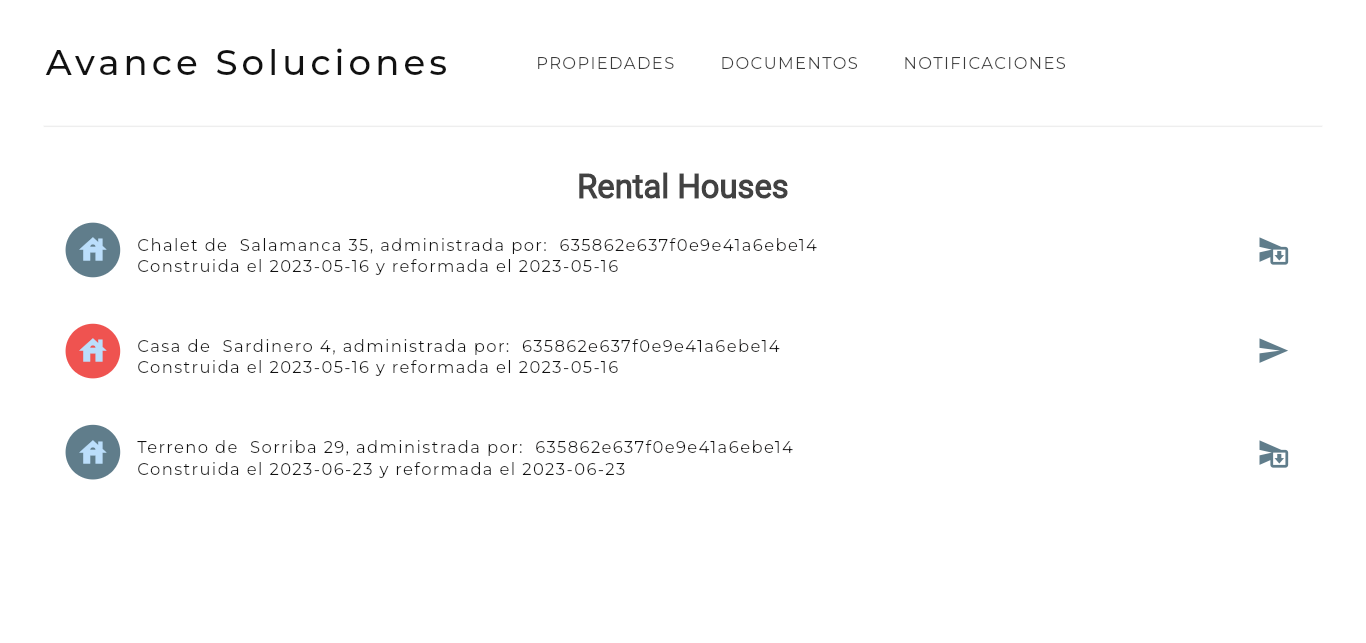 Avance Soluciones
PROPIEDADES
DOCUMENTOS
NOTIFICACIONES
Rental Houses
Chalet de  Salamanca 35, administrada por:  635862e637f0e9e41a6ebe14
Construida el 2023-05-16 y reformada el 2023-05-16
Casa de  Sardinero 4, administrada por:  635862e637f0e9e41a6ebe14
Construida el 2023-05-16 y reformada el 2023-05-16
Terreno de  Sorriba 29, administrada por:  635862e637f0e9e41a6ebe14
Construida el 2023-06-23 y reformada el 2023-06-23